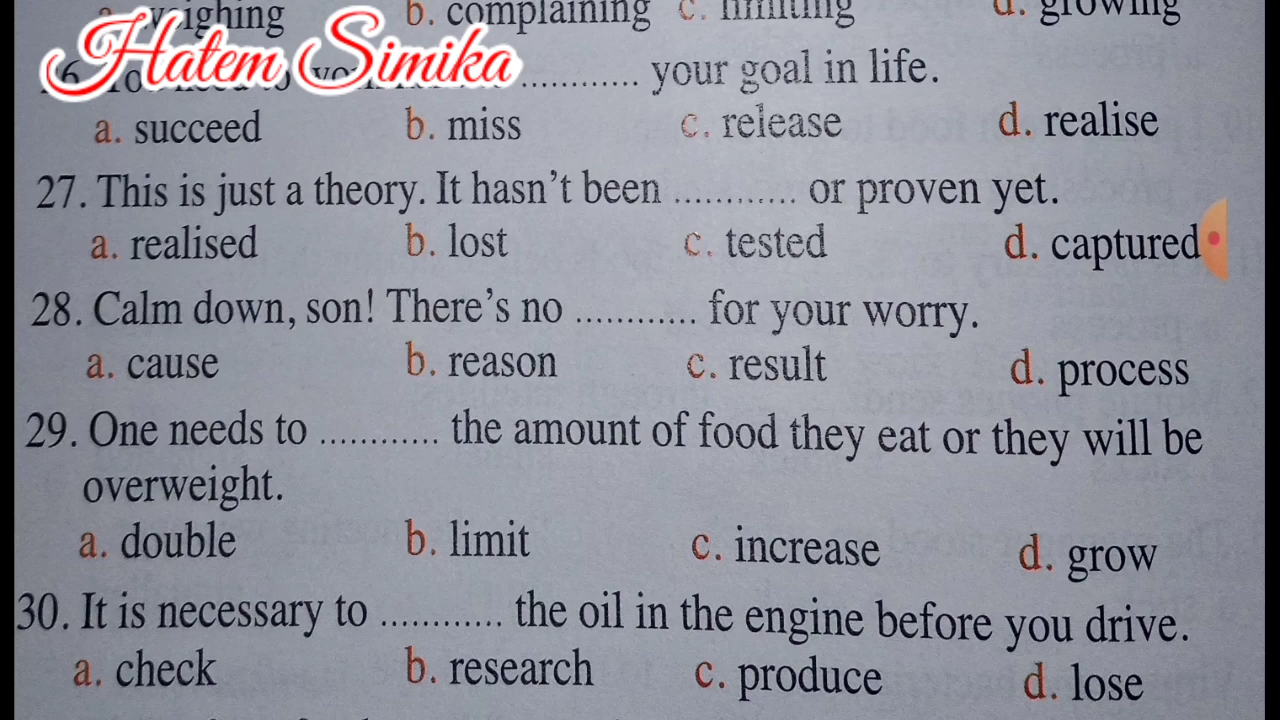 weighing b. complaining c. limiting d. growing
Hatem Simika
............ your goal in life.
a. succeed b. miss c. release d. realise
27. This is just a theory. It hasn't been ............ or proven yet.
a. realised b. lost c. tested d. captured
28. Calm down, son! There's no ............ for your worry.
a. cause b. reason c. result d. process
29. One needs to ............ the amount of food they eat or they will be
overweight.
a. double b. limit c. increase d. grow
30. It is necessary to ............ the oil in the engine before you drive.
a. check b. research c. produce d. lose